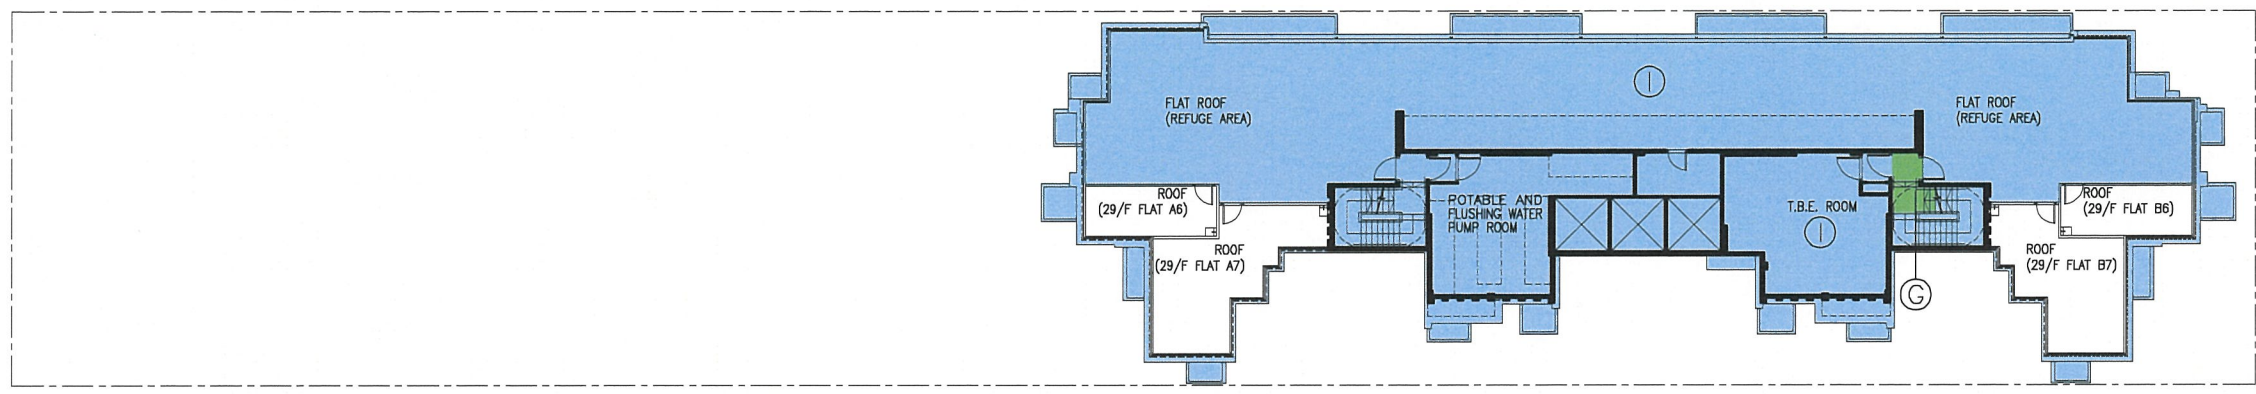 I
FLAT ROOF
(REFUGE AREA)
FLAT ROOF
(REFUGE AREA)
ROOF
(29/F FLAT A6)
POTABLE AND
FLUSHING WATER
PUMP ROOM
T.B.E. ROOM
I
ROOF
(29/F FLAT B6)
ROOF
(29/F FLAT A7)
ROOF
(29/F FLAT B7)
G